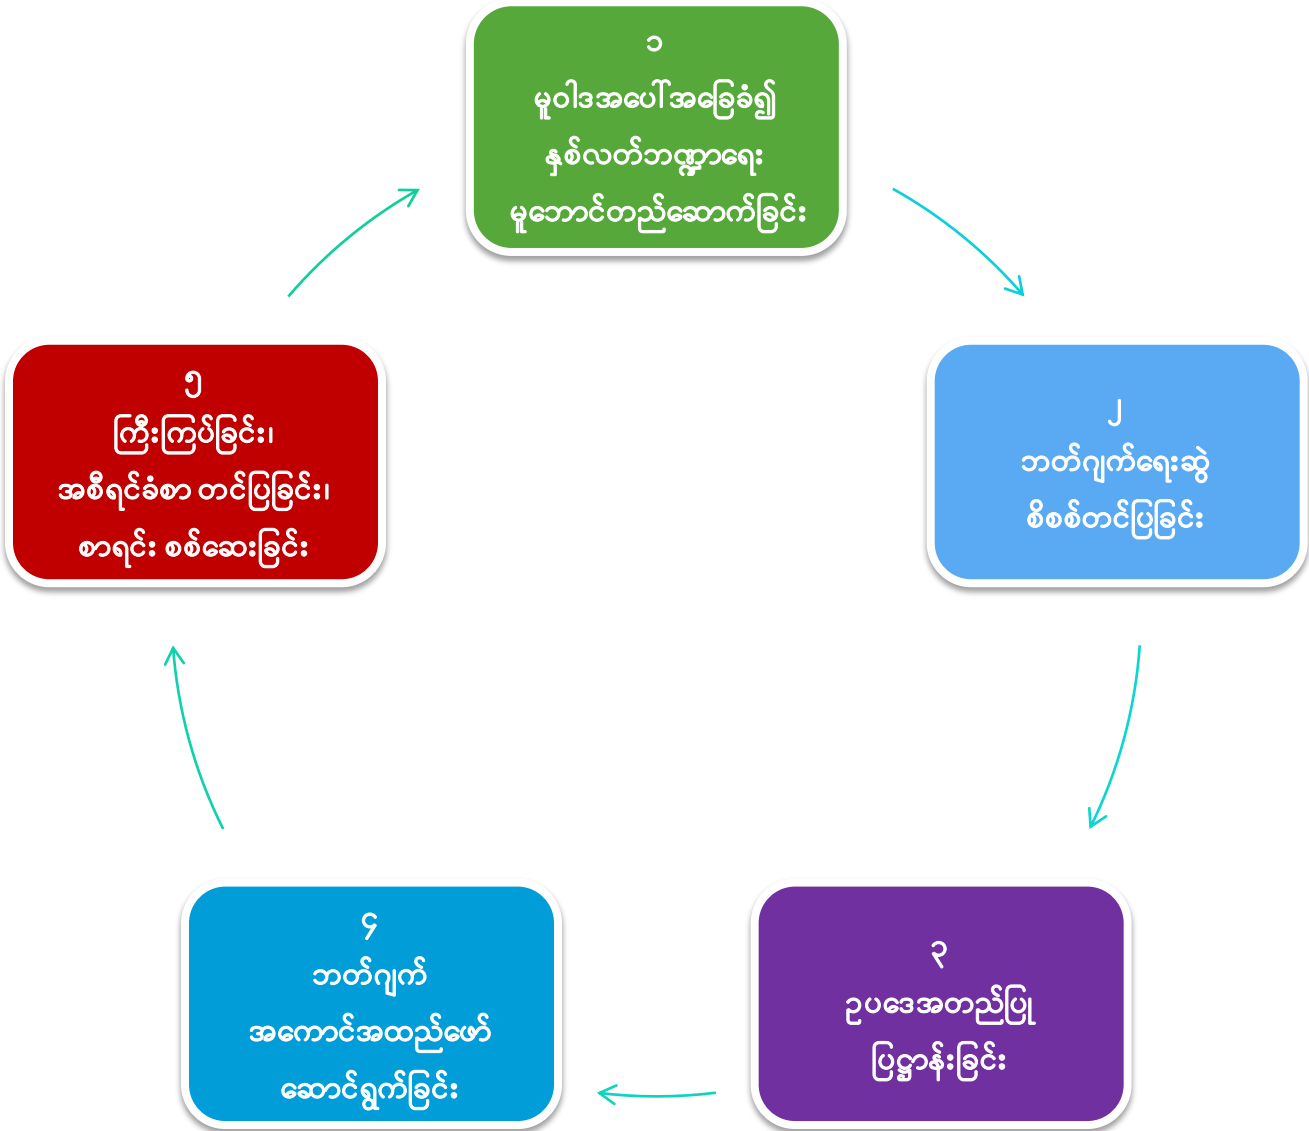 ၁
မူဝါဒအပေါ်အခြေခံ၍
နှစ်လတ်ဘဏ္ဍာရေး
မူဘောင်တည်ဆောက်ခြင်း
၂
ဘတ်ဂျက်ရေးဆွဲ
စိစစ်တင်ပြခြင်း
၃
ဥပဒေအတည်ပြု
ပြဋ္ဌာန်းခြင်း
၄
ဘတ်ဂျက်
အကောင်အထည်ဖော်
ဆောင်ရွက်ခြင်း
၅
ကြီးကြပ်ခြင်း၊
အစီရင်ခံစာ တင်ပြခြင်း၊
စာရင်း စစ်ဆေးခြင်း